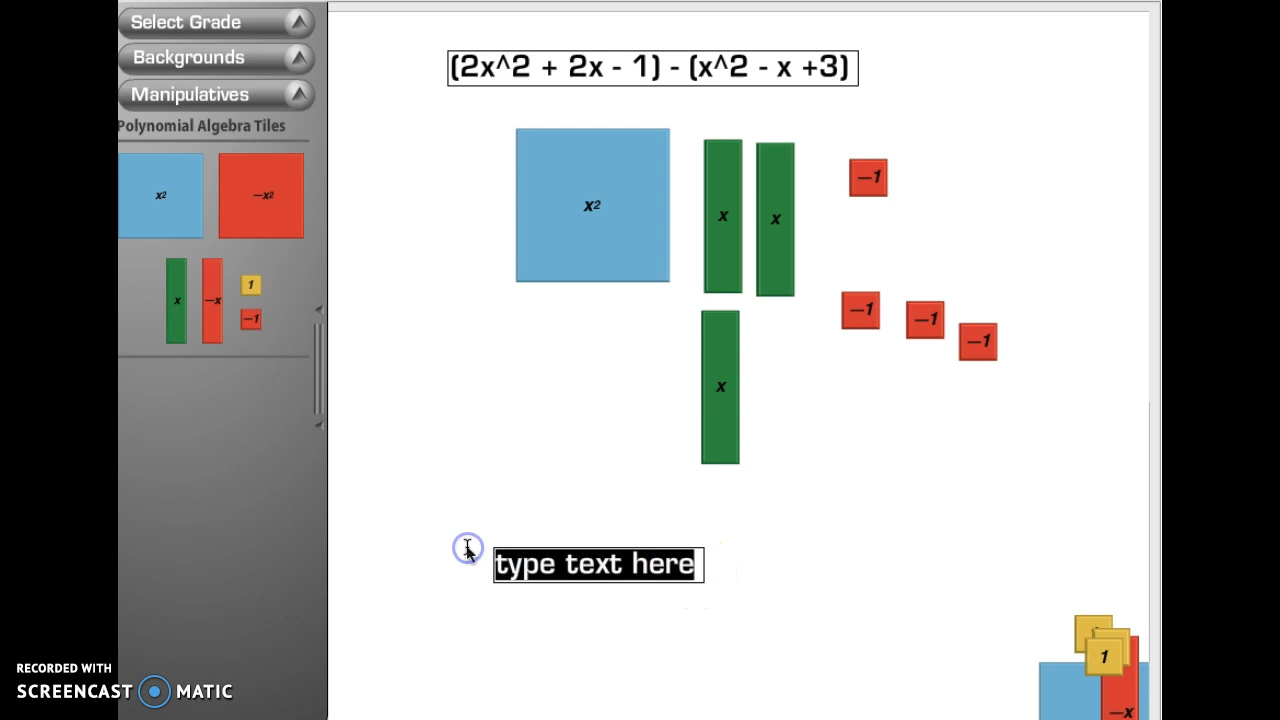 Select Grade
Backgrounds
Manipulatives
Polynomial Algebra Tiles
x2 −x2
x −x 1
−1
(2x^2 + 2x - 1) - (x^2 - x +3)
x2 x x −1
−1 −1 −1
x
type text here
1
−x
RECORDED WITH
SCREENCAST MATIC